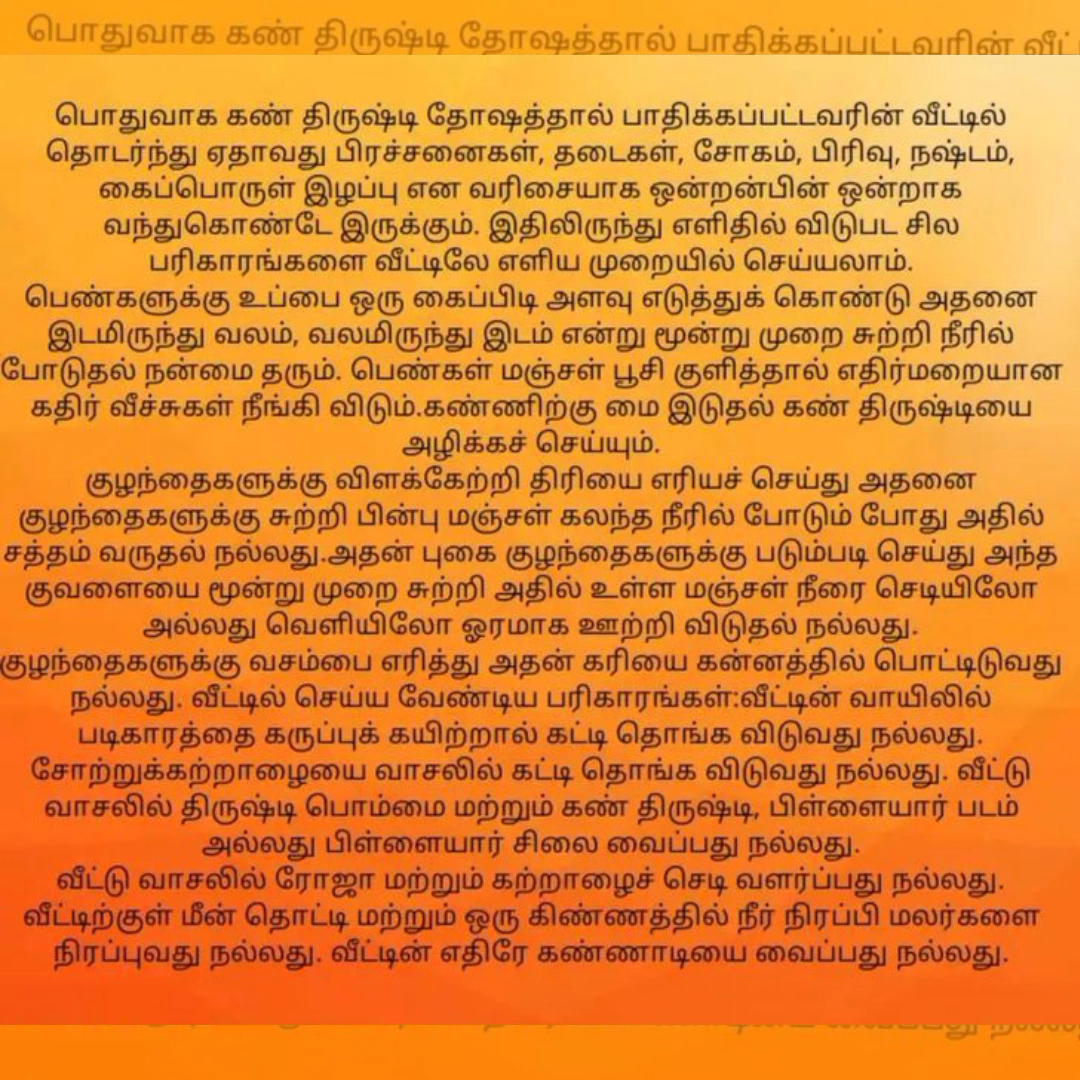 பொதுவாக கண் திருஷ்டி தோஷத்தால் பாதிக்கப்பட்டவரின் வீட்
பொதுவாக கண் திருஷ்டி தோஷத்தால் பாதிக்கப்பட்டவரின் வீட்டில்
தொடர்ந்து ஏதாவது பிரச்சனைகள், தடைகள், சோகம், பிரிவு, நஷ்டம்,
கைப்பொருள் இழப்பு என வரிசையாக ஒன்றன்பின் ஒன்றாக
வந்துகொண்டே இருக்கும். இதிலிருந்து எளிதில் விடுபட சில
பரிகாரங்களை வீட்டிலே எளிய முறையில் செய்யலாம்.
பெண்களுக்கு உப்பை ஒரு கைப்பிடி அளவு எடுத்துக் கொண்டு அதனை
இடமிருந்து வலம், வலமிருந்து இடம் என்று மூன்று முறை சுற்றி நீரில்
போடுதல் நன்மை தரும். பெண்கள் மஞ்சள் பூசி குளித்தால் எதிர்மறையான
கதிர் வீச்சுகள் நீங்கி விடும்.கண்ணிற்கு மை இடுதல் கண் திருஷ்டியை
அழிக்கச் செய்யும்.
குழந்தைகளுக்கு விளக்கேற்றி திரியை எரியச் செய்து அதனை
குழந்தைகளுக்கு சுற்றி பின்பு மஞ்சள் கலந்த நீரில் போடும் போது அதில்
சத்தம் வருதல் நல்லது.அதன் புகை குழந்தைகளுக்கு படும்படி செய்து அந்த
குவளையை மூன்று முறை சுற்றி அதில் உள்ள மஞ்சள் நீரை செடியிலோ
அல்லது வெளியிலோ ஓரமாக ஊற்றி விடுதல் நல்லது.
குழந்தைகளுக்கு வசம்பை எரித்து அதன் கரியை கன்னத்தில் பொட்டிடுவது
நல்லது. வீட்டில் செய்ய வேண்டிய பரிகாரங்கள்:வீட்டின் வாயிலில்
படிகாரத்தை கருப்புக் கயிற்றால் கட்டி தொங்க விடுவது நல்லது.
சோற்றுக்கற்றாழையை வாசலில் கட்டி தொங்க விடுவது நல்லது. வீட்டு
வாசலில் திருஷ்டி பொம்மை மற்றும் கண் திருஷ்டி, பிள்ளையார் படம்
அல்லது பிள்ளையார் சிலை வைப்பது நல்லது.
வீட்டு வாசலில் ரோஜா மற்றும் கற்றாழைச் செடி வளர்ப்பது நல்லது.
வீட்டிற்குள் மீன் தொட்டி மற்றும் ஒரு கிண்ணத்தில் நீர் நிரப்பி மலர்களை
நிரப்புவது நல்லது. வீட்டின் எதிரே கண்ணாடியை வைப்பது நல்லது.